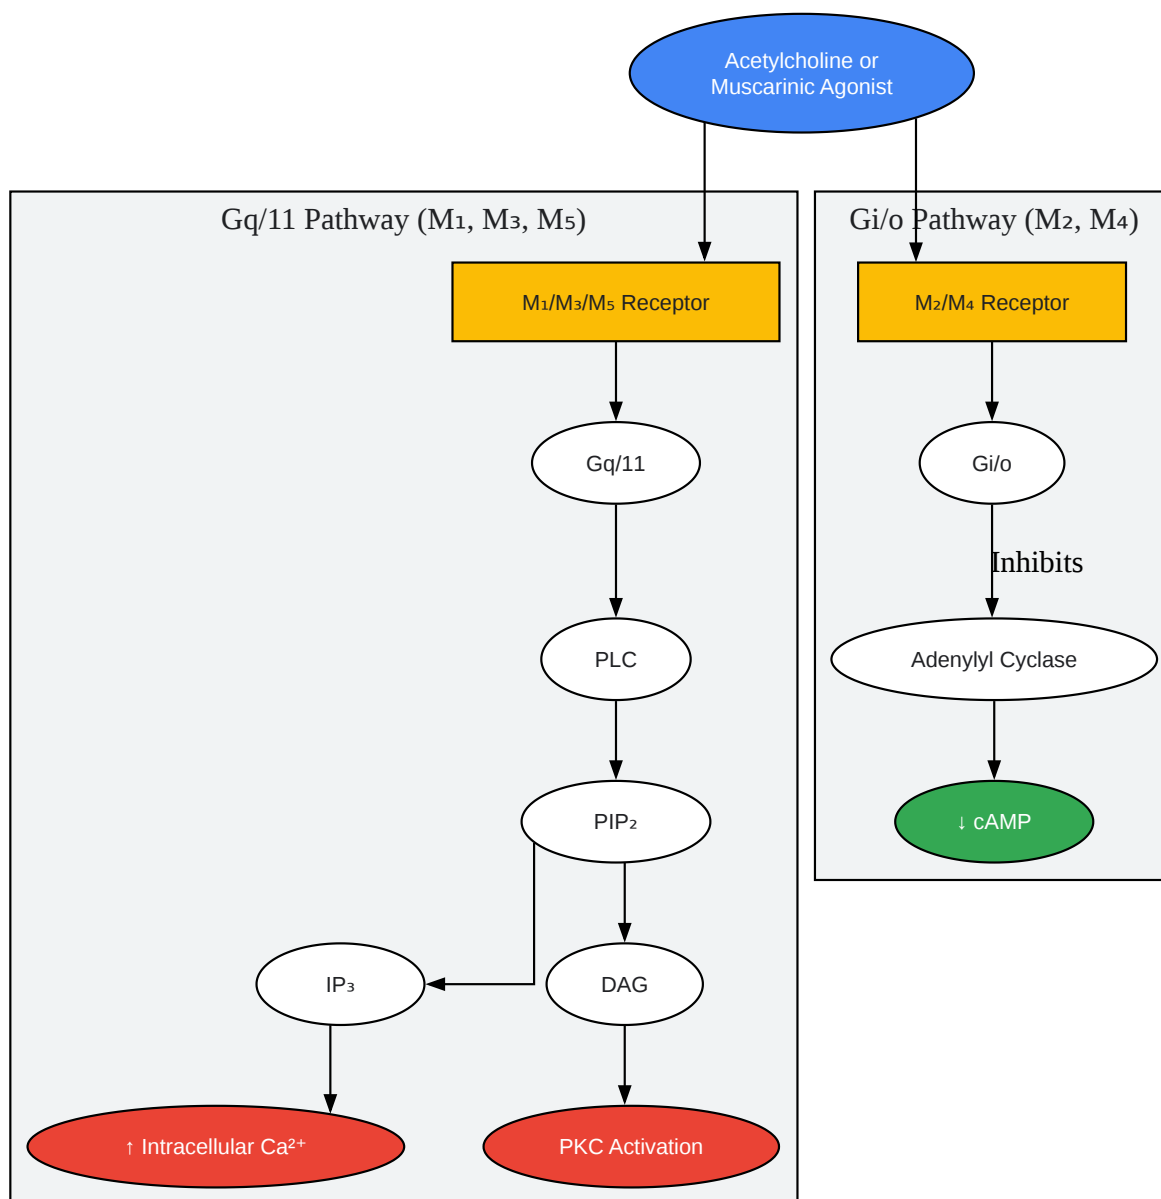 Acetylcholine or
Muscarinic Agonist
Gq/11 Pathway (M₁, M₃, M₅)
M₁/M₃/M₅ Receptor
Gq/11
PLC
PIP₂
IP₃
DAG
↑ Intracellular Ca²⁺
PKC Activation
Gi/o Pathway (M₂, M₄)
M₂/M₄ Receptor
Gi/o
Inhibits
Adenylyl Cyclase
↓ cAMP